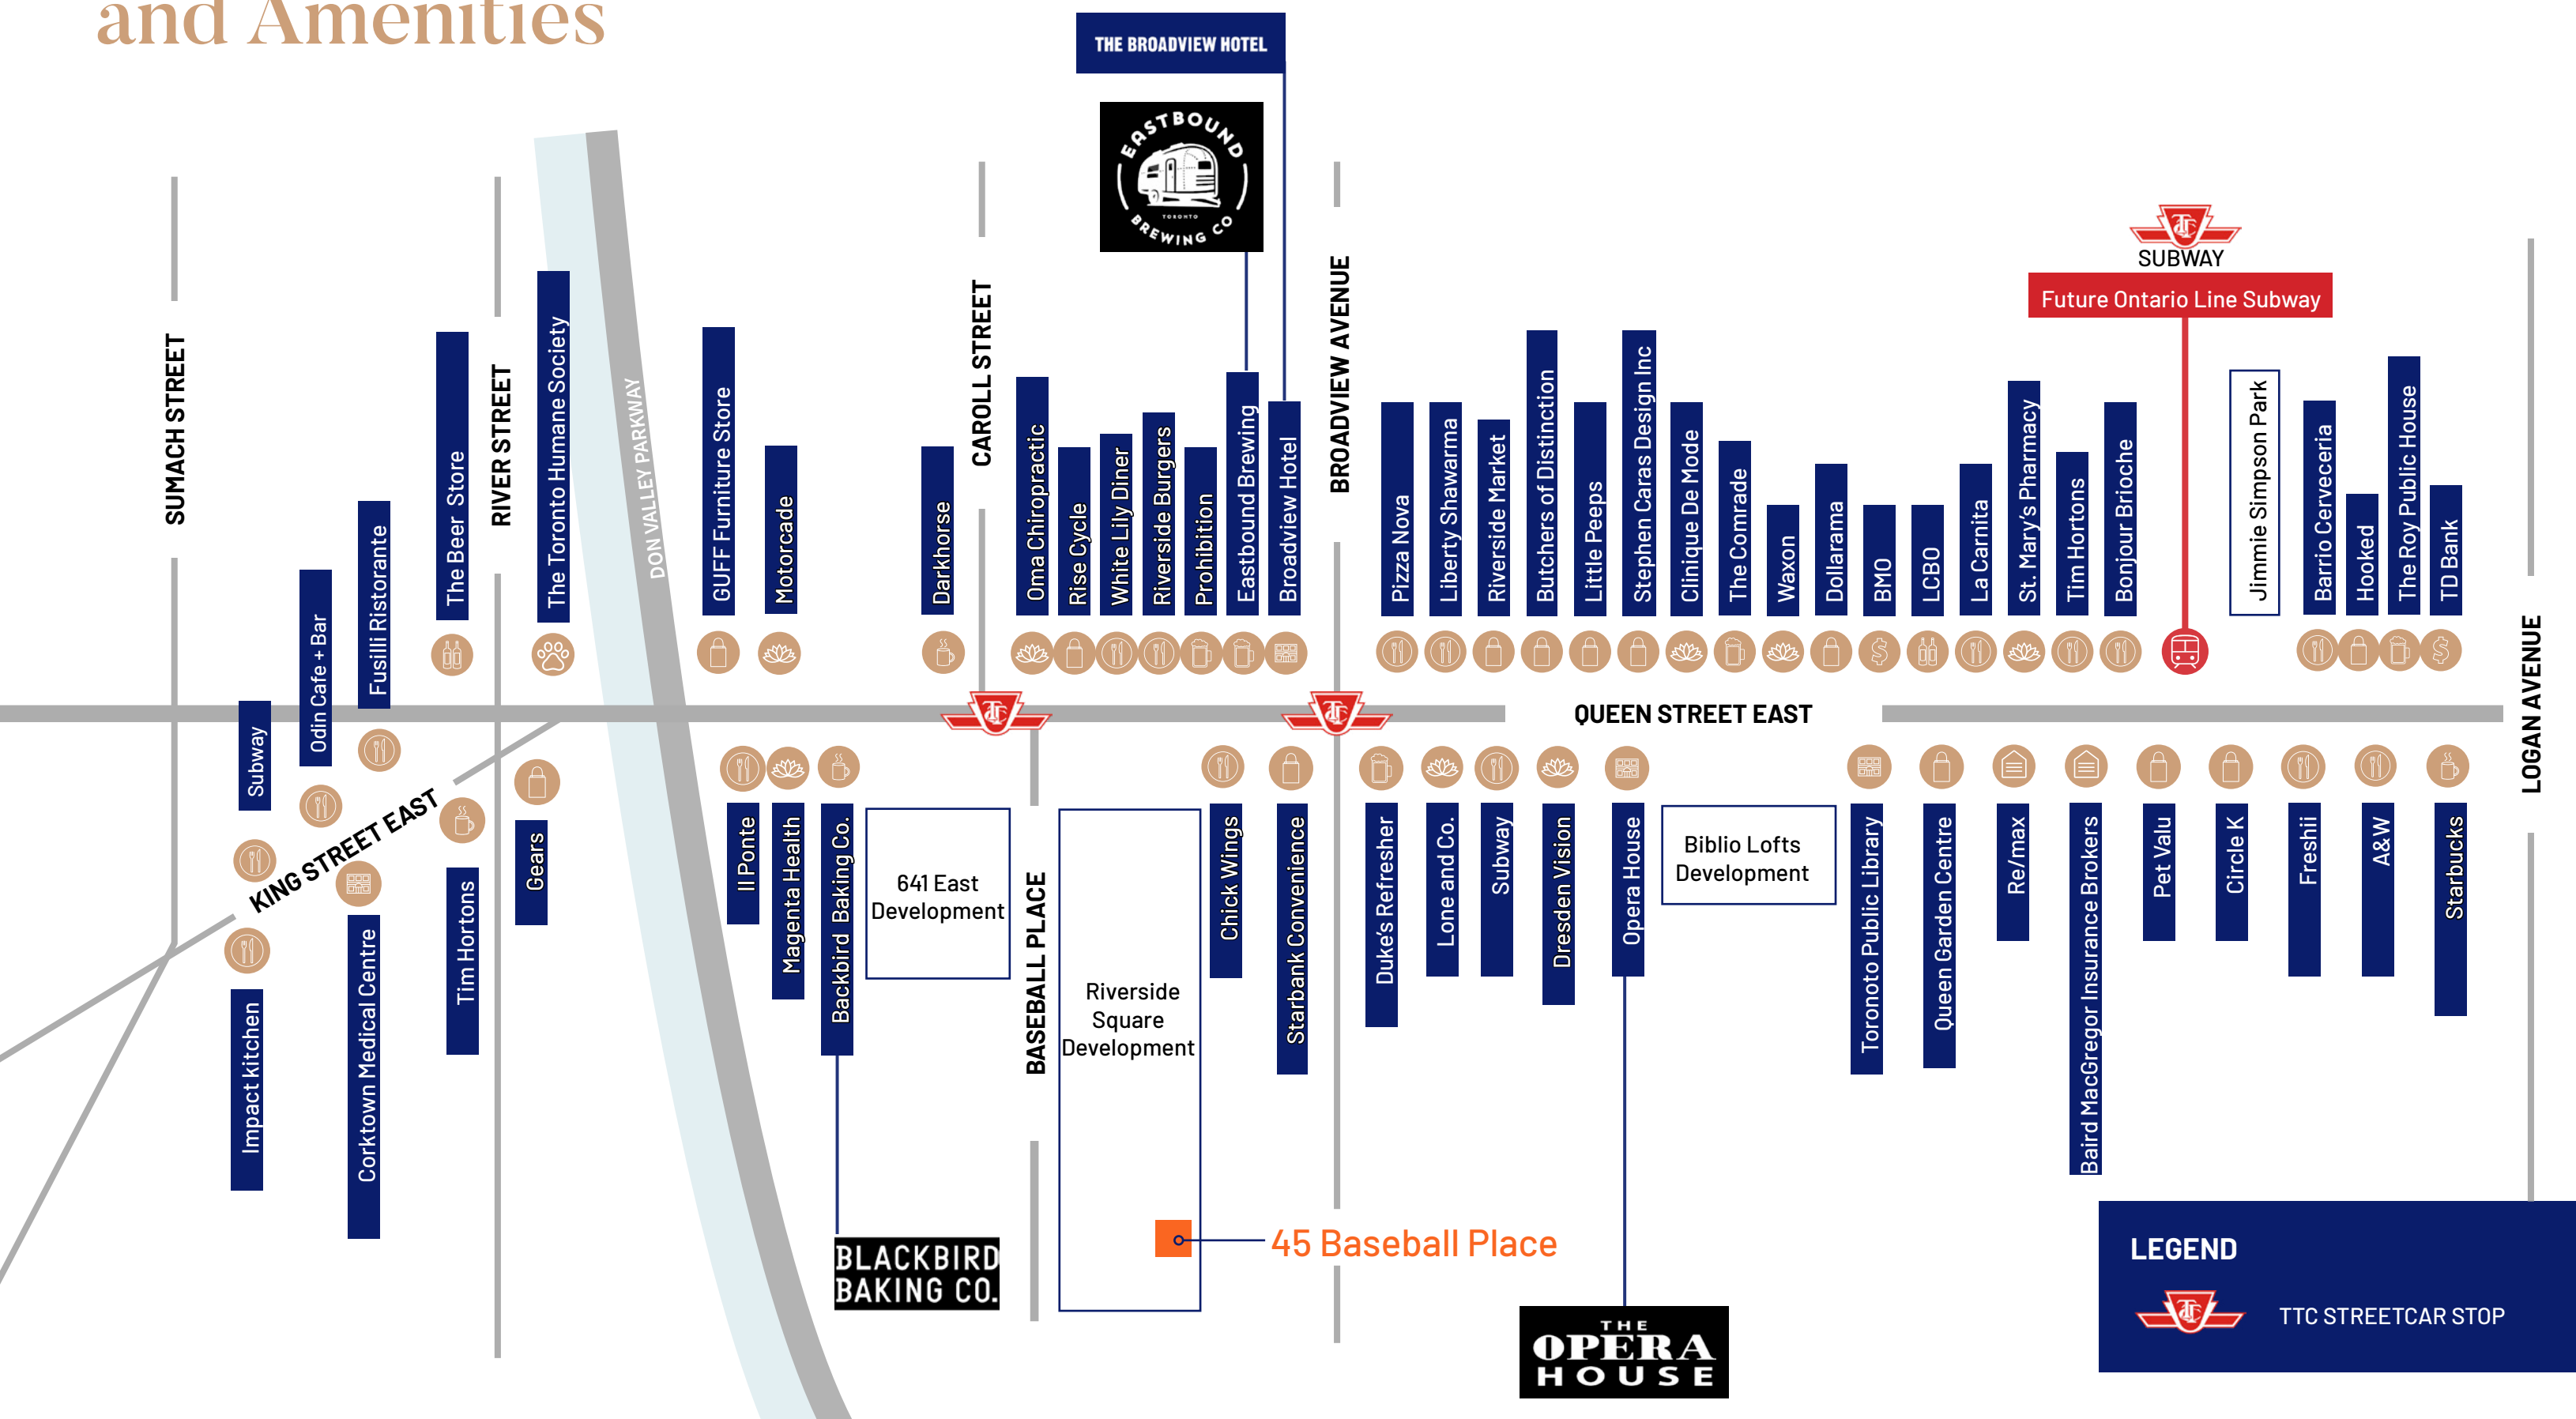 and Amenities
THE BROADVIEW HOTEL
EASTBOUND
TORONTO
BREWING CO
SUBWAY
Future Ontario Line Subway
SUMACH STREET
RIVER STREET
DON VALLEY PARKWAY
CAROLL STREET
BROADVIEW AVENUE
LOGAN AVENUE
Subway
Odin Cafe + Bar
Fusilli Ristorante
The Beer Store
The Toronto Humane Society
GUFF Furniture Store
Motorcade
Darkhorse
Oma Chiropractic
Rise Cycle
White Lily Diner
Riverside Burgers
Prohibition
Eastbound Brewing
Broadview Hotel
Pizza Nova
Liberty Shawarma
Riverside Market
Butchers of Distinction
Little Peeps
Stephen Caras Design Inc
Clinique De Mode
The Comrade
Waxon
Dollarama
BMO
LCBO
La Carnita
St. Mary's Pharmacy
Tim Hortons
Bonjour Brioche
Jimmie Simpson Park
Barrio Cerveceria
Hooked
The Roy Public House
TD Bank
QUEEN STREET EAST
KING STREET EAST
Impact kitchen
Corktown Medical Centre
Tim Hortons
Gears
Il Ponte
Magenta Health
Backbird Baking Co.
641 East
Development
BASEBALL PLACE
Riverside
Square
Development
Chick Wings
Starbank Convenience
Duke's Refresher
Lone and Co.
Subway
Dresden Vision
Opera House
Biblio Lofts
Development
Toronoto Public Library
Queen Garden Centre
Re/max
Baird MacGregor Insurance Brokers
Pet Valu
Circle K
Freshii
A&W
Starbucks
45 Baseball Place
BLACKBIRD
BAKING CO.
THE
OPERA
HOUSE
LEGEND
TTC STREETCAR STOP